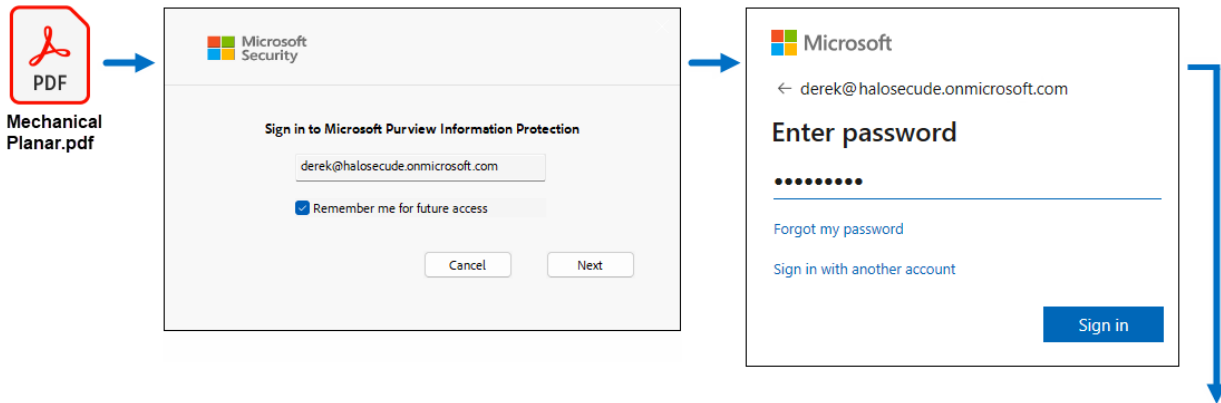 PDF
Mechanical
Planar.pdf
Microsoft
Security
Sign in to Microsoft Purview Information Protection
derek@halosecude.onmicrosoft.com
Remember me for future access
Cancel
Next
Microsoft
← derek@halosecude.onmicrosoft.com
Enter password
•••••••••
Forgot my password
Sign in with another account
Sign in